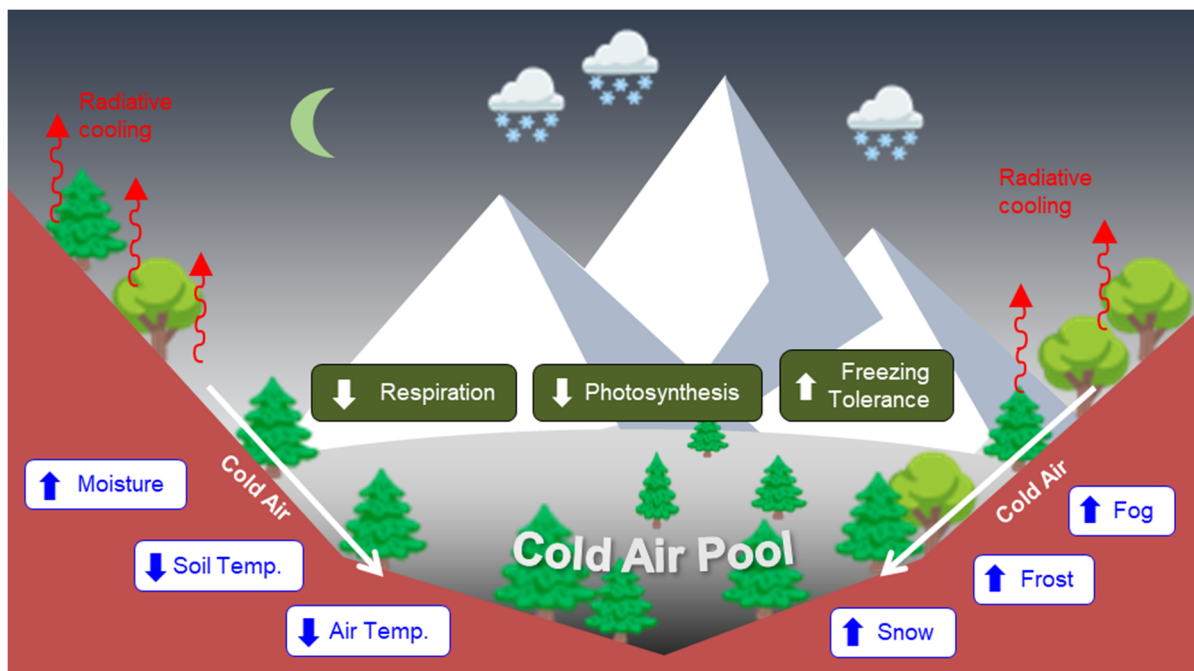 Radiative
cooling
Radiative
cooling
Respiration
Photosynthesis
Freezing
Tolerance
Cold Air
Cold Air
Moisture
Fog
Cold Air Pool
Soil Temp.
Frost
Air Temp.
Snow